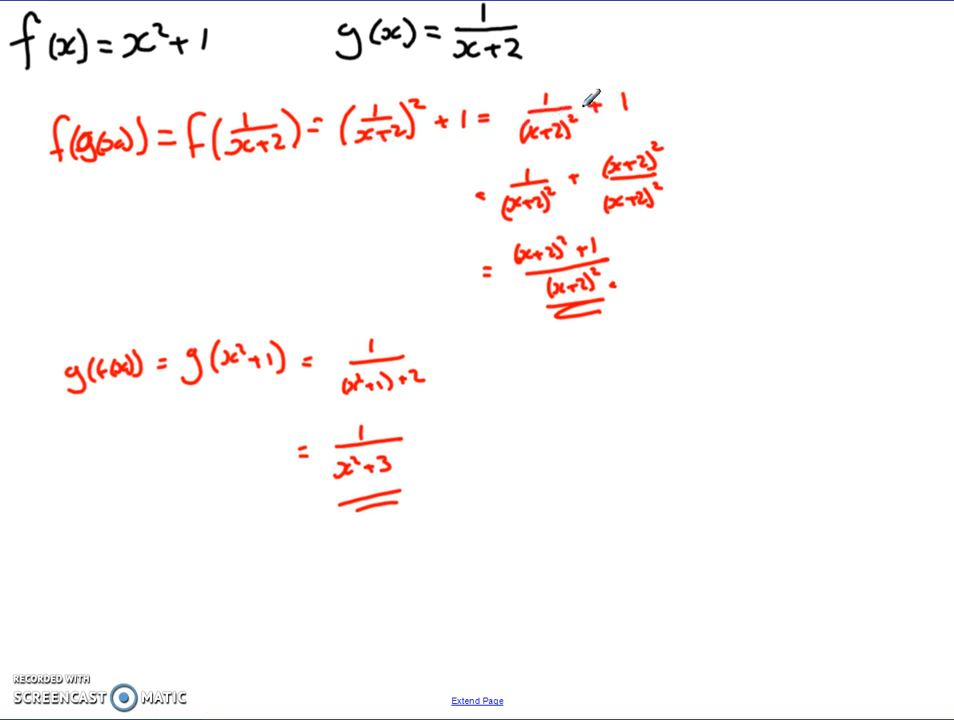 f(x) = x² + 1    g(x) = 1/(x+2)
f(g(x)) = f(1/(x+2)) = (1/(x+2))² + 1 = 1/(x+2)² + 1
= 1/(x+2)² + (x+2)²/(x+2)²
= ((x+2)² + 1)/(x+2)².
g(f(x)) = g(x²+1) = 1/((x²+1)+2)
= 1/(x²+3)
RECORDED WITH
SCREENCAST MATIC
Extend Page